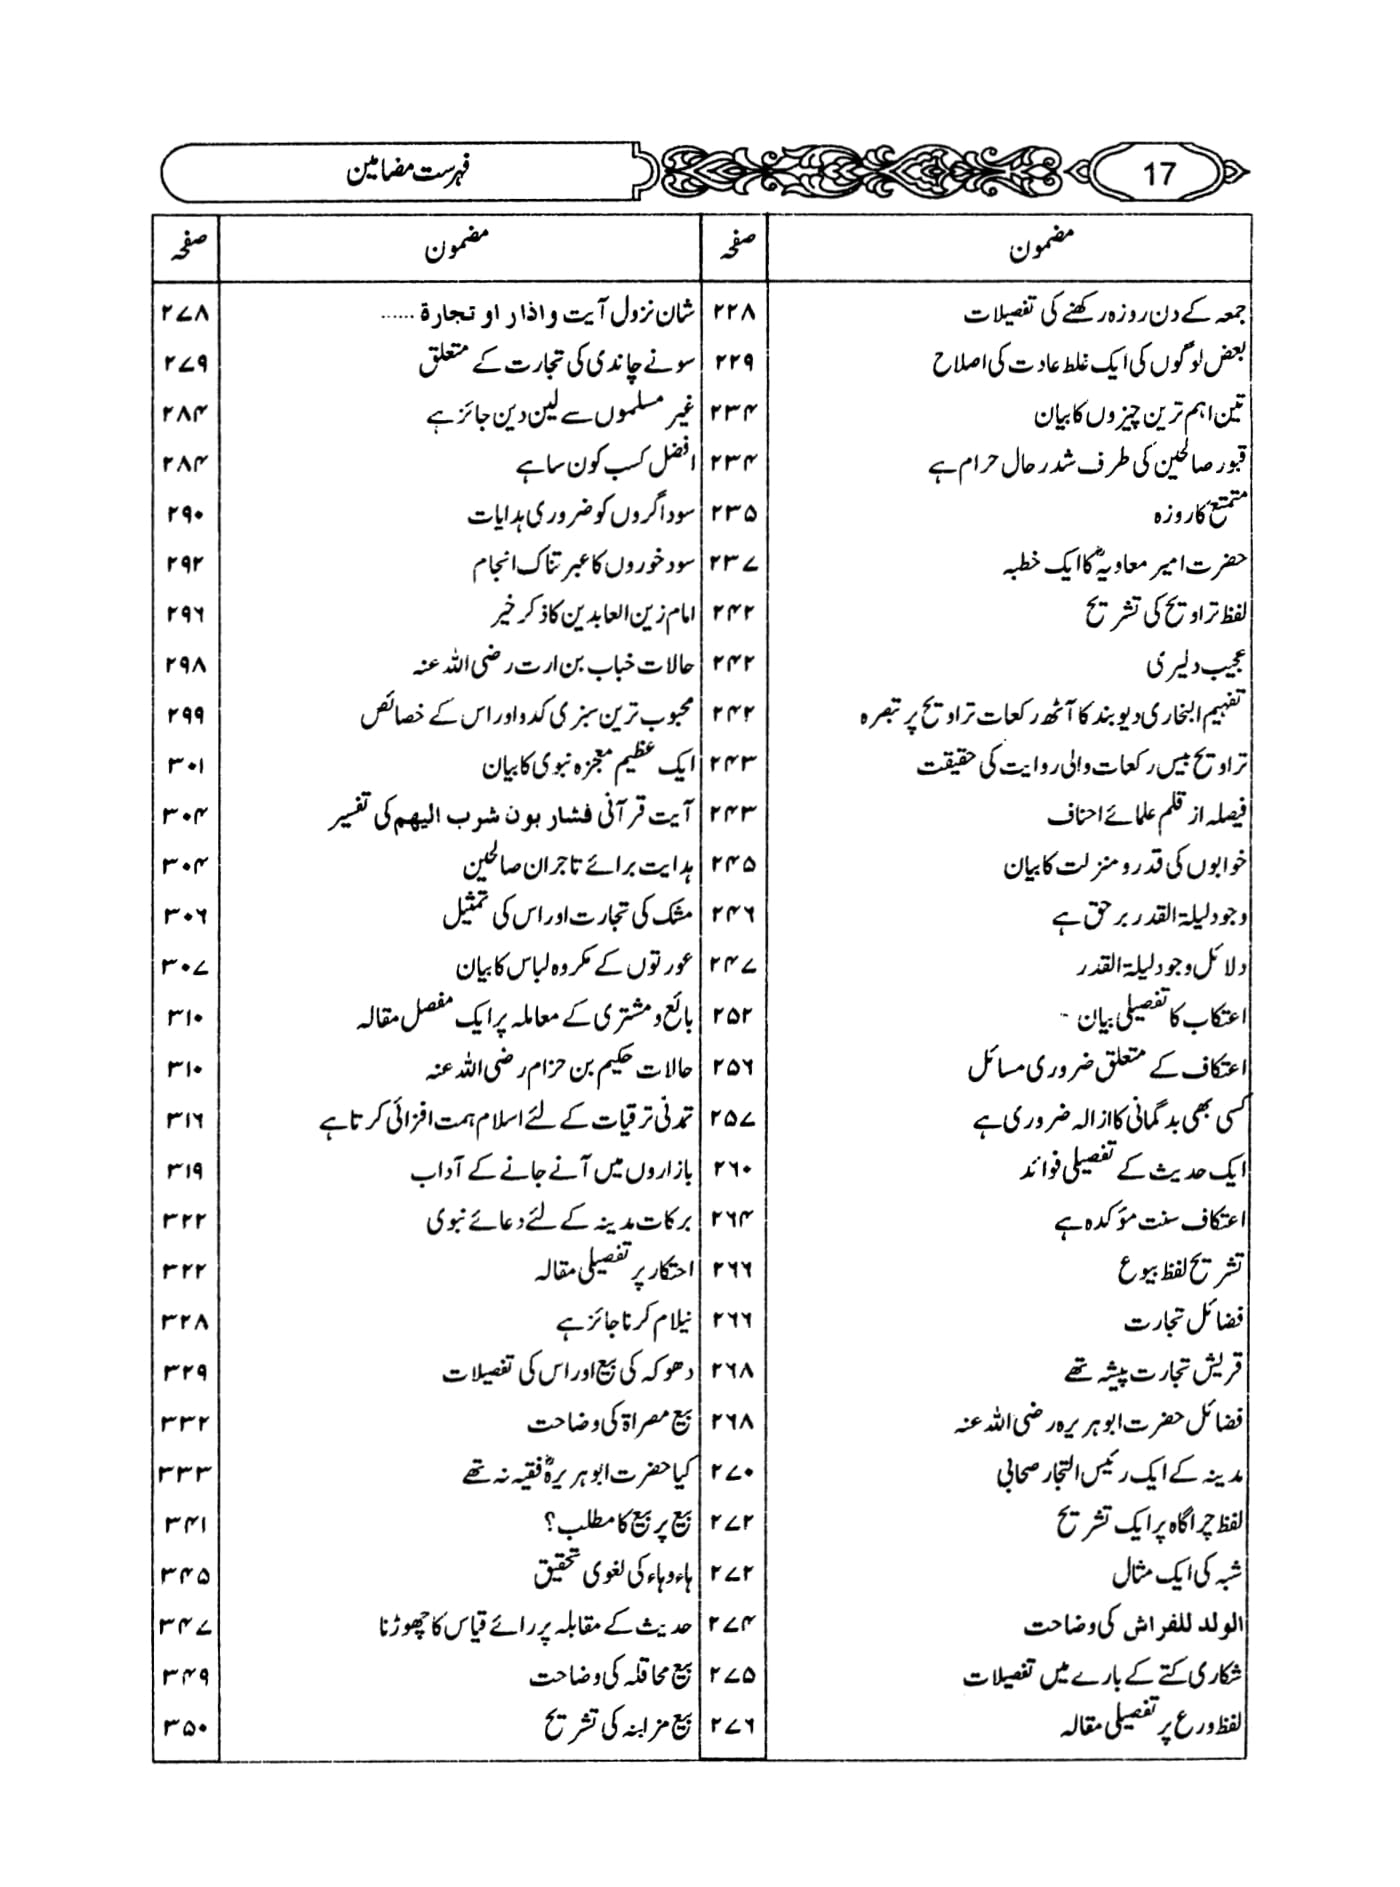 17
فہرست مضامین
مضمون صفحہ مضمون صفحہ
جمعہ کے دن روزہ رکھنے کی تفصیلات ۲۲۸
بعض لوگوں کی ایک غلط عادت کی اصلاح ۲۲۹
تین اہم ترین چیزوں کا بیان ۲۳۴
قبور صالحین کی طرف شد رحال حرام ہے ۲۳۴
متمتع کا روزہ ۲۳۵
حضرت امیر معاویہؓ کا ایک خطبہ ۲۳۷
لفظ تراویح کی تشریح ۲۴۲
عجیب دلیری ۲۴۲
تفہیم البخاری دیوبند کا آٹھ رکعات تراویح پر تبصرہ ۲۴۲
تراویح بیس رکعات والی روایت کی حقیقت ۲۴۳
فیصلہ از قلم علمائے احناف ۲۴۳
خوابوں کی قدر و منزلت کا بیان ۲۴۵
وجود لیلۃ القدر برحق ہے ۲۴۶
دلائل وجود لیلۃ القدر ۲۴۷
اعتکاب کا تفصیلی بیان ۲۵۲
اعتکاف کے متعلق ضروری مسائل ۲۵۶
کسی بھی بدگمانی کا ازالہ ضروری ہے ۲۵۷
ایک حدیث کے تفصیلی فوائد ۲۶۰
اعتکاف سنت مؤکدہ ہے ۲۶۴
تشریح لفظ بیوع ۲۶۶
فضائل تجارت ۲۶۶
قریش تجارت پیشہ تھے ۲۶۸
فضائل حضرت ابو ہریرہ رضی اللہ عنہ ۲۶۸
مدینہ کے ایک رئیس التجار صحابی ۲۷۰
لفظ چراگاہ پر ایک تشریح ۲۷۲
شبہ کی ایک مثال ۲۷۲
الولد للفراش کی وضاحت ۲۷۴
شکاری کتے کے بارے میں تفصیلات ۲۷۵
لفظ ورع پر تفصیلی مقالہ ۲۷۶
شان نزول آیت واذار او تجارة ...... ۲۷۸
سونے چاندی کی تجارت کے متعلق ۲۷۹
غیر مسلموں سے لین دین جائز ہے ۲۸۴
افضل کسب کون سا ہے ۲۸۴
سوداگروں کو ضروری ہدایات ۲۹۰
سود خوروں کا عبرتناک انجام ۲۹۲
امام زین العابدین کا ذکر خیر ۲۹۶
حالات خباب بن ارت رضی اللہ عنہ ۲۹۸
محبوب ترین سبزی کدو اور اس کے خصائص ۲۹۹
ایک عظیم معجزہ نبوی کا بیان ۳۰۱
آیت قرآنی فشاربون شرب الیهم کی تفسیر ۳۰۴
ہدایت برائے تاجران صالحین ۳۰۴
مشک کی تجارت اور اس کی تمثیل ۳۰۶
عورتوں کے مکروہ لباس کا بیان ۳۰۷
بائع و مشتری کے معاملہ پر ایک مفصل مقالہ ۳۱۰
حالات حکیم بن حزام رضی اللہ عنہ ۳۱۰
تمدنی ترقیات کے لئے اسلام ہمت افزائی کرتا ہے ۳۱۶
بازاروں میں آنے جانے کے آداب ۳۱۹
برکات مدینہ کے لئے دعائے نبوی ۳۲۲
احتکار پر تفصیلی مقالہ ۳۲۲
نیلام کرنا جائز ہے ۳۲۸
دھوکہ کی بیع اور اس کی تفصیلات ۳۲۹
بیع مصراۃ کی وضاحت ۳۳۲
کیا حضرت ابو ہریرہؓ فقیہ نہ تھے ۳۳۳
بیع پر بیع کا مطلب؟ ۳۴۱
ہاء وہاء کی لغوی تحقیق ۳۴۵
حدیث کے مقابلہ پر رائے قیاس کا چھوڑنا ۳۴۷
بیع محاقلہ کی وضاحت ۳۴۹
بیع مزابنہ کی تشریح ۳۵۰